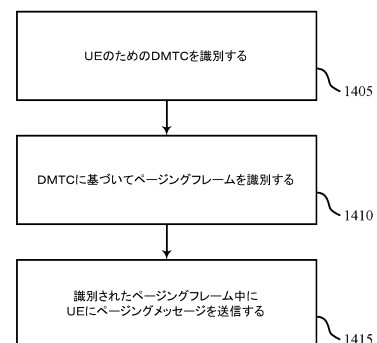 UEのためのDMTCを識別する
1405
DMTCに基づいてページングフレームを識別する
1410
識別されたページングフレーム中に
UEにページングメッセージを送信する
1415